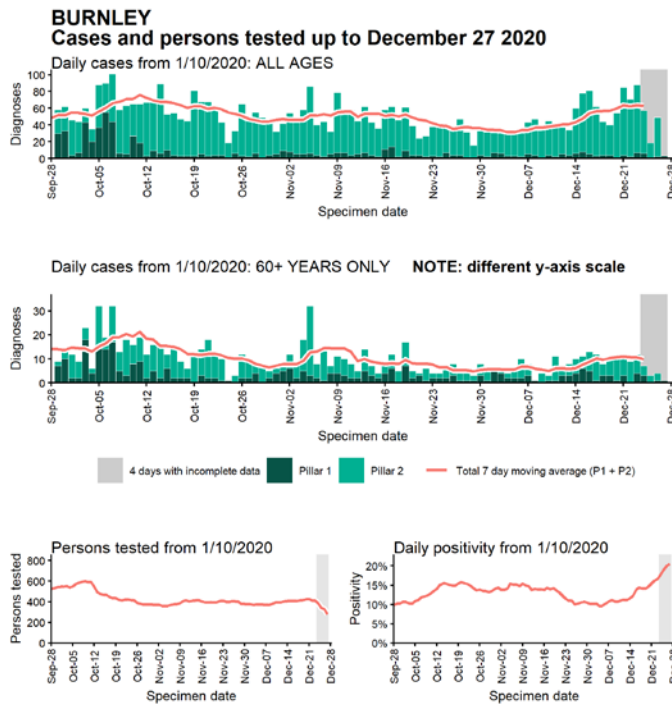 BURNLEY
Cases and persons tested up to December 27 2020
Daily cases from 1/10/2020: ALL AGES
Diagnoses
100
80
60
40
20
0
Sep-28 Oct-05 Oct-12 Oct-19 Oct-26 Nov-02 Nov-09 Nov-16 Nov-23 Nov-30 Dec-07 Dec-14 Dec-21 Dec-28
Specimen date
Daily cases from 1/10/2020: 60+ YEARS ONLY NOTE: different y-axis scale
Diagnoses
30
20
10
0
Sep-28 Oct-05 Oct-12 Oct-19 Oct-26 Nov-02 Nov-09 Nov-16 Nov-23 Nov-30 Dec-07 Dec-14 Dec-21 Dec-28
Specimen date
4 days with incomplete data Pillar 1 Pillar 2 Total 7 day moving average (P1 + P2)
Persons tested from 1/10/2020
Persons tested
800
600
400
200
0
Sep-28 Oct-05 Oct-12 Oct-19 Oct-26 Nov-02 Nov-09 Nov-16 Nov-23 Nov-30 Dec-07 Dec-14 Dec-21 Dec-28
Specimen date
Daily positivity from 1/10/2020
Positivity
20%
15%
10%
5%
0%
Sep-28 Oct-05 Oct-12 Oct-19 Oct-26 Nov-02 Nov-09 Nov-16 Nov-23 Nov-30 Dec-07 Dec-14 Dec-21 Dec-28
Specimen date